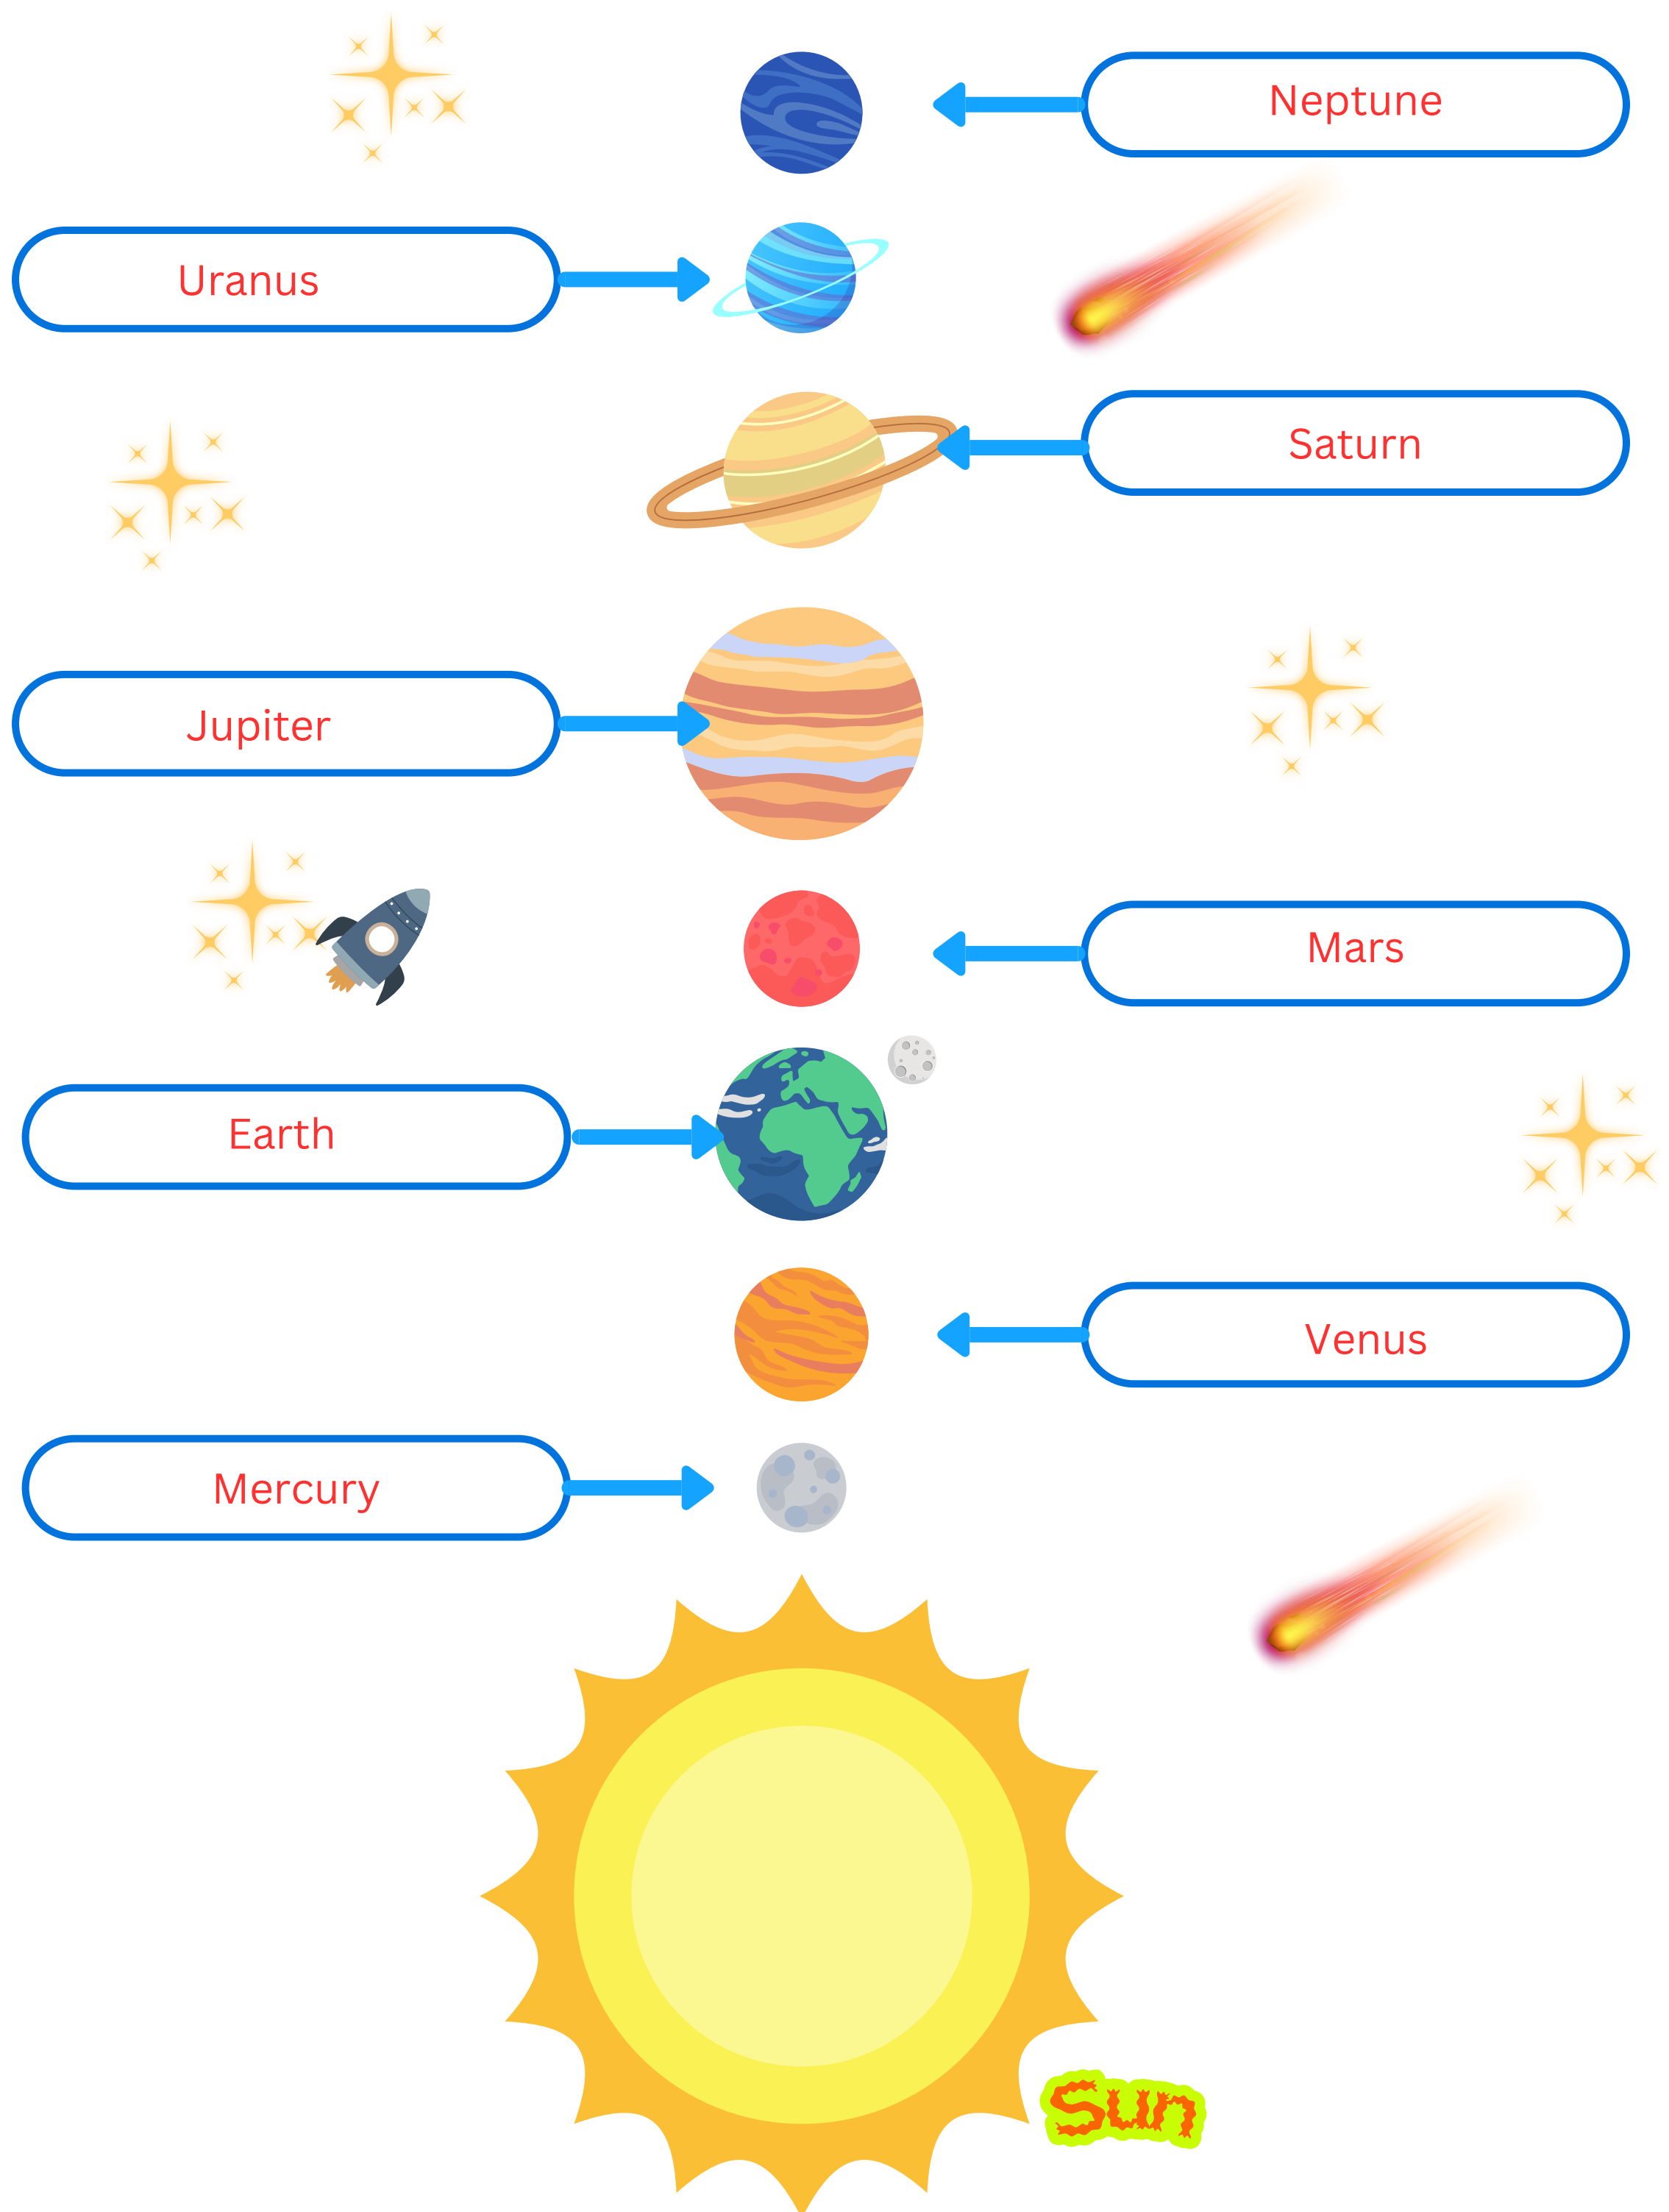 Neptune
Uranus
Saturn
Jupiter
Mars
Earth
Venus
Mercury
Sun